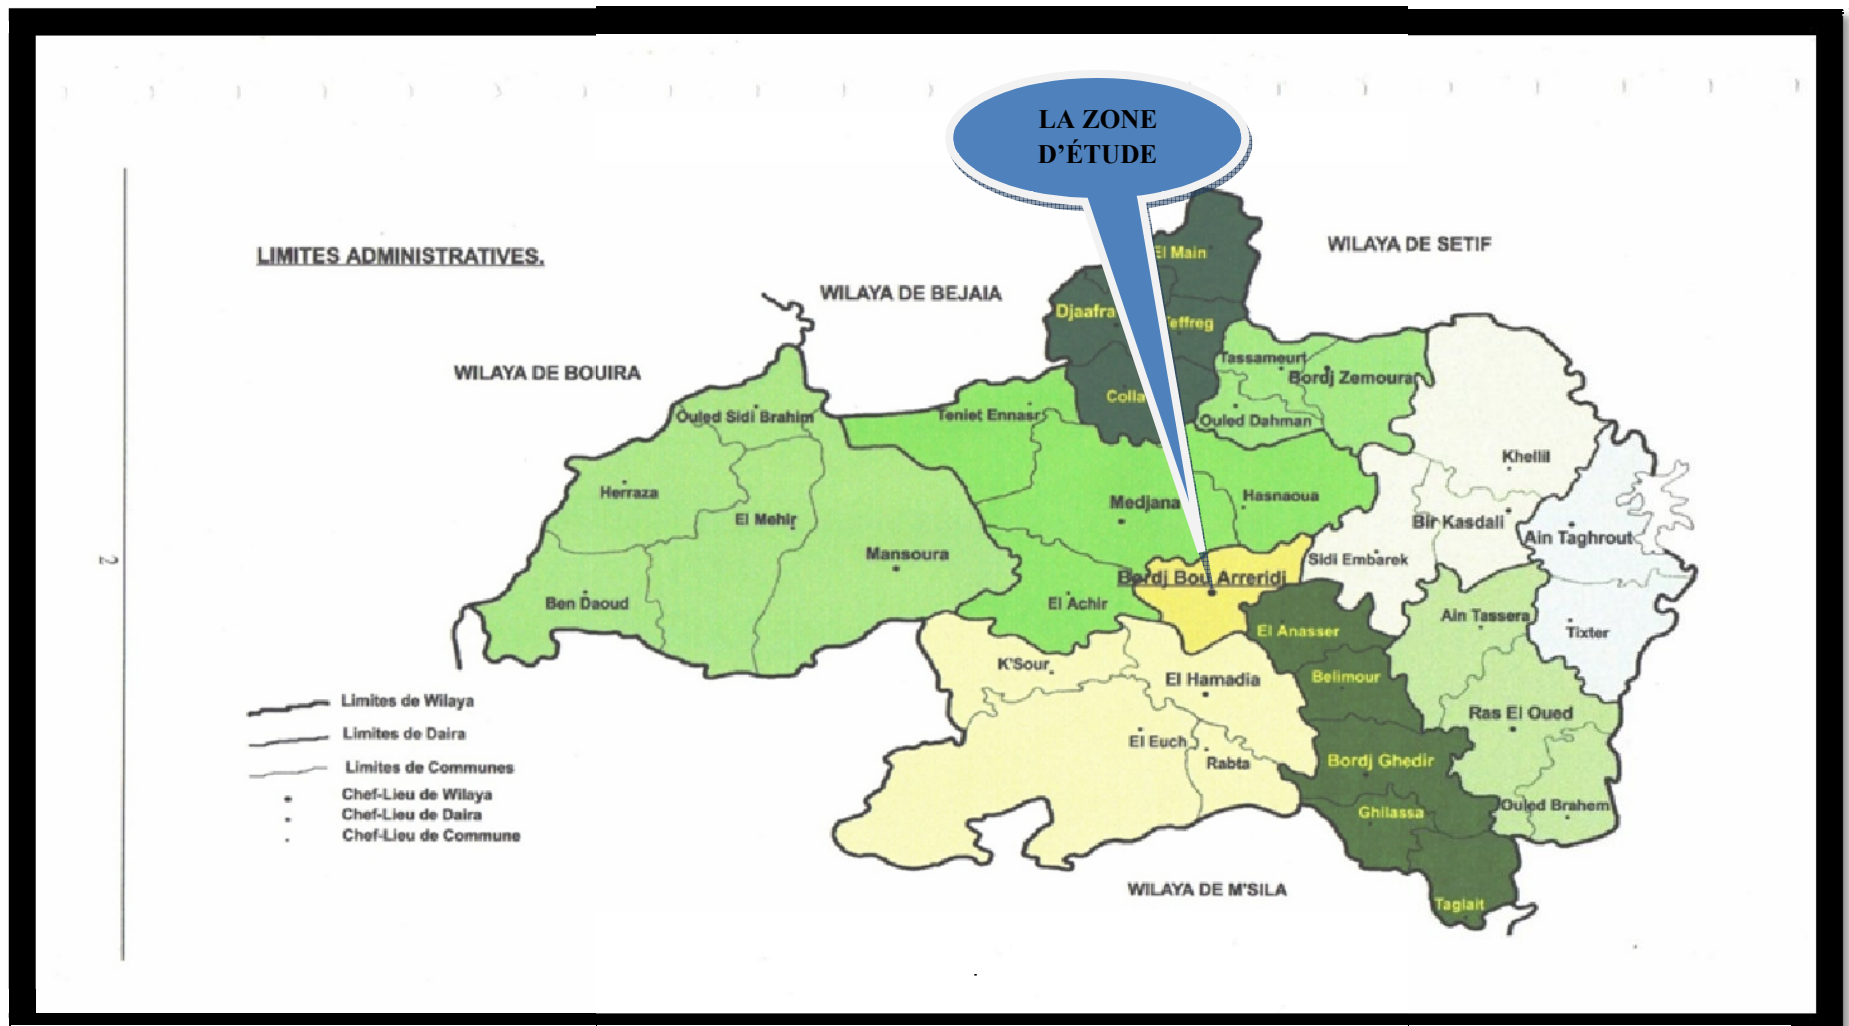 LA ZONE
D’ÉTUDE
LIMITES ADMINISTRATIVES.
WILAYA DE SETIF
WILAYA DE BEJAIA
WILAYA DE BOUIRA
El Main
Djaafra
Teffreg
Colla
Tassameurt
Bordj Zemoura
Ouled Dahman
Ouled Sidi Brahim
Teniet Ennasr
Khellil
Herraza
El Mehir
Medjana
Hasnaoua
Bir Kasdali
Ain Taghrout
Mansoura
Sidi Embarek
Bordj Bou Arreridj
Ben Daoud
El Achir
Ain Tassera
El Anasser
Tixter
K'Sour
El Hamadia
Belimour
Ras El Oued
El Euch
Rabta
Bordj Ghedir
Ghilassa
Ouled Brahem
Taglait
WILAYA DE M'SILA
2
Limites de Wilaya
Limites de Daira
Limites de Communes
Chef-Lieu de Wilaya
Chef-Lieu de Daira
Chef-Lieu de Commune